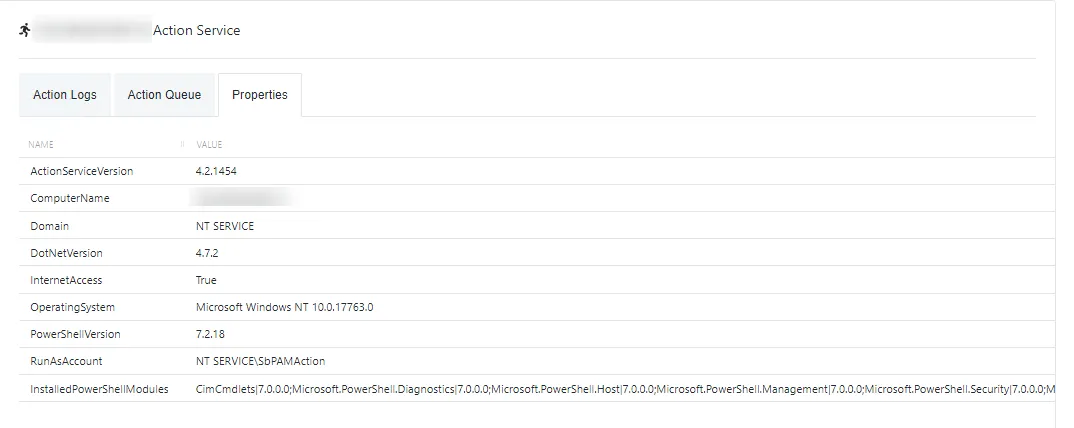 Action Service
Action Logs Action Queue Properties
NAME VALUE
ActionServiceVersion 4.2.1454
ComputerName
Domain NT SERVICE
DotNetVersion 4.7.2
InternetAccess True
OperatingSystem Microsoft Windows NT 10.0.17763.0
PowerShellVersion 7.2.18
RunAsAccount NT SERVICE\SbPAMAction
InstalledPowerShellModules CimCmdlets|7.0.0.0;Microsoft.PowerShell.Diagnostics|7.0.0.0;Microsoft.PowerShell.Host|7.0.0.0;Microsoft.PowerShell.Management|7.0.0.0;Microsoft.PowerShell.Security|7.0.0.0;M